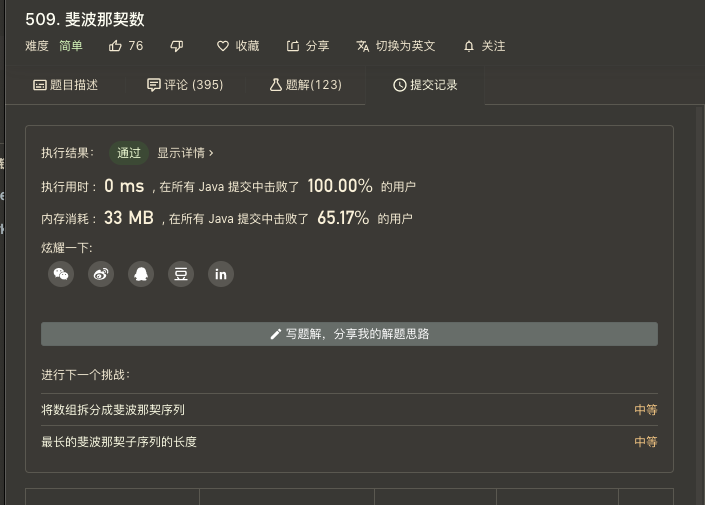 509. 斐波那契数
难度 简单 76 收藏 分享 切换为英文 关注
题目描述 评论 (395) 题解(123) 提交记录
执行结果： 通过 显示详情 ›
执行用时 : 0 ms , 在所有 Java 提交中击败了 100.00% 的用户
内存消耗 : 33 MB , 在所有 Java 提交中击败了 65.17% 的用户
炫耀一下:
豆 in
写题解，分享我的解题思路
进行下一个挑战：
将数组拆分成斐波那契序列 中等
最长的斐波那契子序列的长度 中等